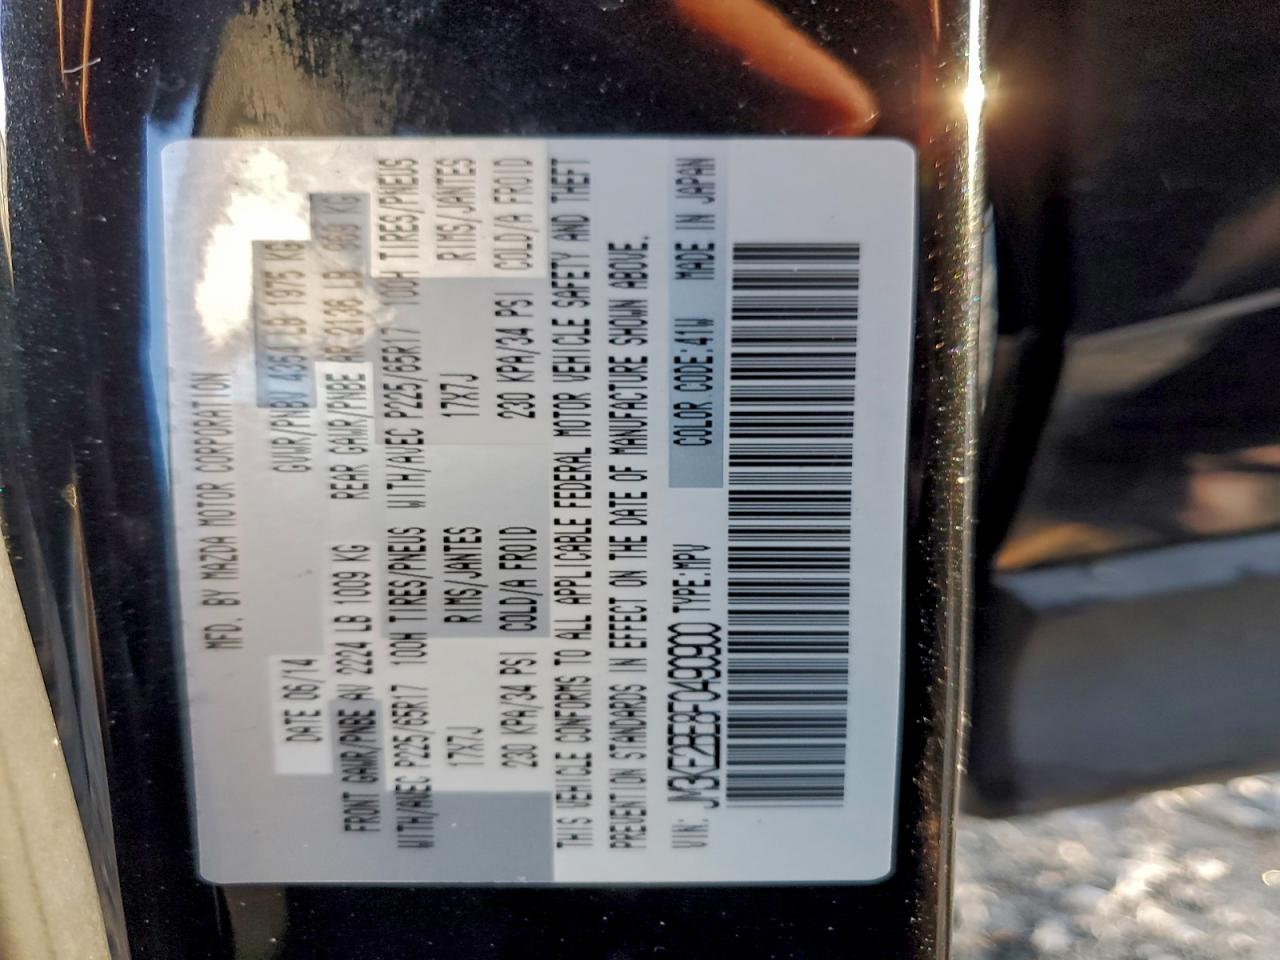 MFD. BY MAZDA MOTOR CORPORATION
DATE 06/14 GVWR/PNBV 4354 LB 1975 KG
FRONT GAWR/PNBE AV 2224 LB 1009 KG REAR GAWR/PNBE AR 2136 LB KG
WITH/AVEC P225/65R17 100H TIRES/PNEUS WITH/AVEC P225/65R17 100H TIRES/PNEUS
17X7J RIMS/JANTES 17X7J RIMS/JANTES
230 KPA/34 PSI COLD/A FROID 230 KPA/34 PSI COLD/A FROID
THIS VEHICLE CONFORMS TO ALL APPLICABLE FEDERAL MOTOR VEHICLE SAFETY AND THEFT
PREVENTION STANDARDS IN EFFECT ON THE DATE OF MANUFACTURE SHOWN ABOVE.
VIN: JM3KE2BE8F0490900 TYPE:MPV COLOR CODE:41W MADE IN JAPAN